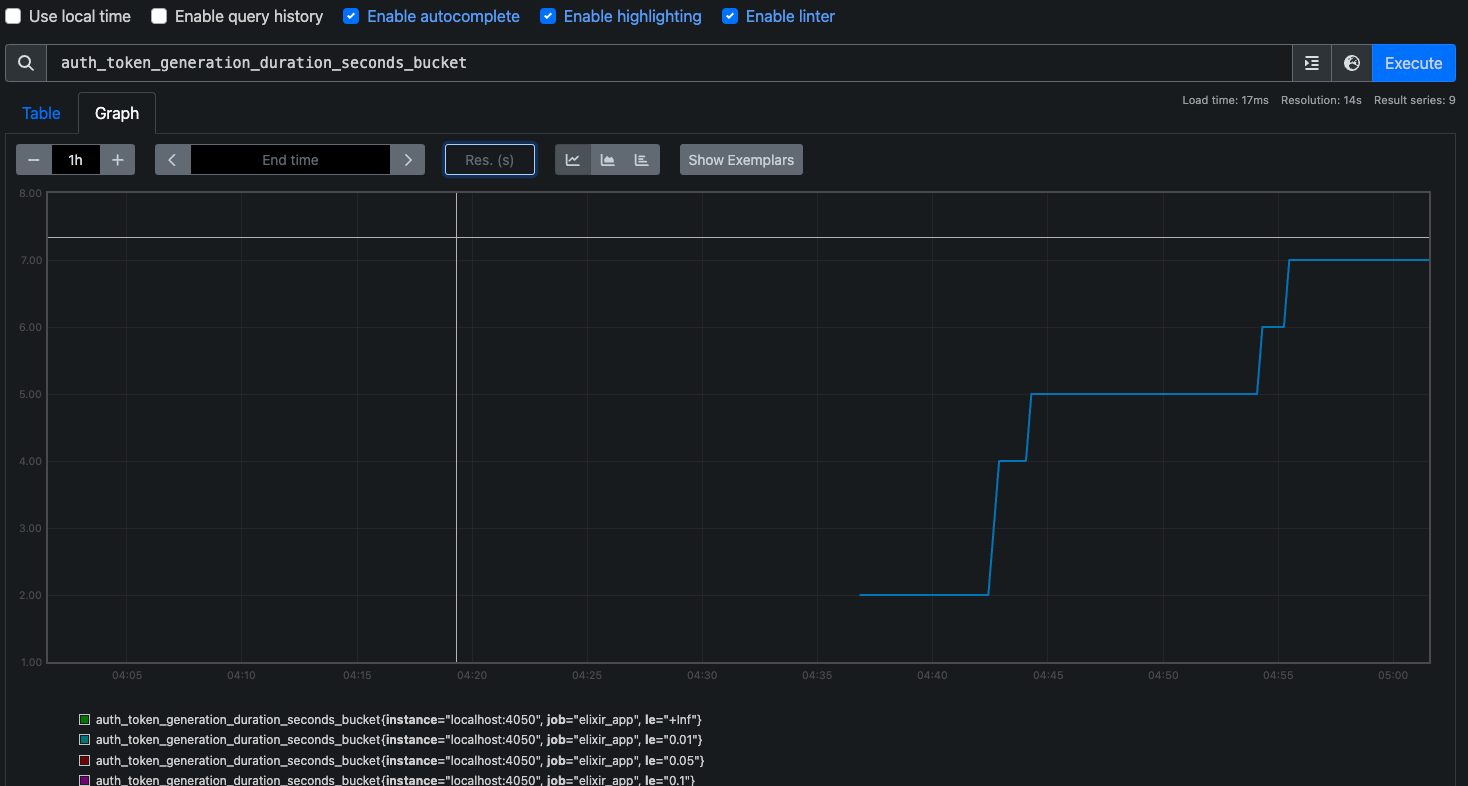 Use local time Enable query history Enable autocomplete Enable highlighting Enable linter
auth_token_generation_duration_seconds_bucket Execute
Table Graph Load time: 17ms Resolution: 14s Result series: 9
1h End time Res. (s) Show Exemplars
8.00
7.00
6.00
5.00
4.00
3.00
2.00
1.00
04:05 04:10 04:15 04:20 04:25 04:30 04:35 04:40 04:45 04:50 04:55 05:00
auth_token_generation_duration_seconds_bucket{instance="localhost:4050", job="elixir_app", le="+Inf"}
auth_token_generation_duration_seconds_bucket{instance="localhost:4050", job="elixir_app", le="0.01"}
auth_token_generation_duration_seconds_bucket{instance="localhost:4050", job="elixir_app", le="0.05"}
auth_token_generation_duration_seconds_bucket{instance="localhost:4050", job="elixir_app", le="0.1"}